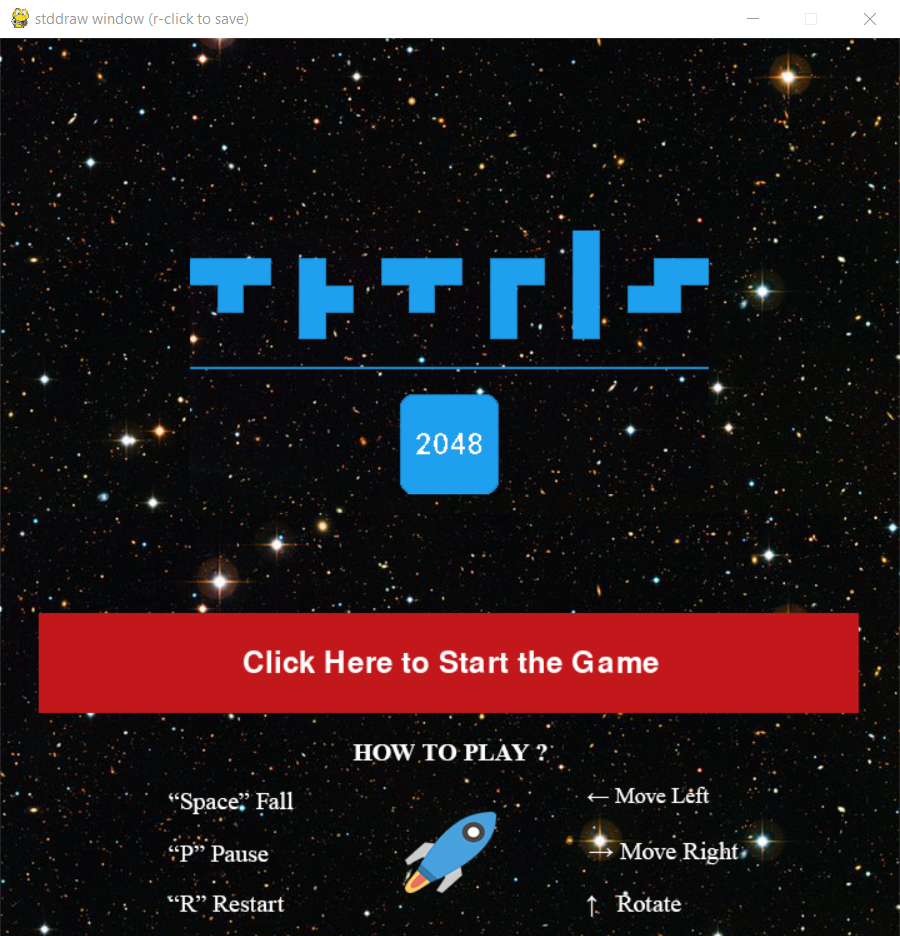 stddraw window (r-click to save)
TETRIS
2048
Click Here to Start the Game
HOW TO PLAY ?
“Space” Fall
← Move Left
“P” Pause
→ Move Right
“R” Restart
↑ Rotate